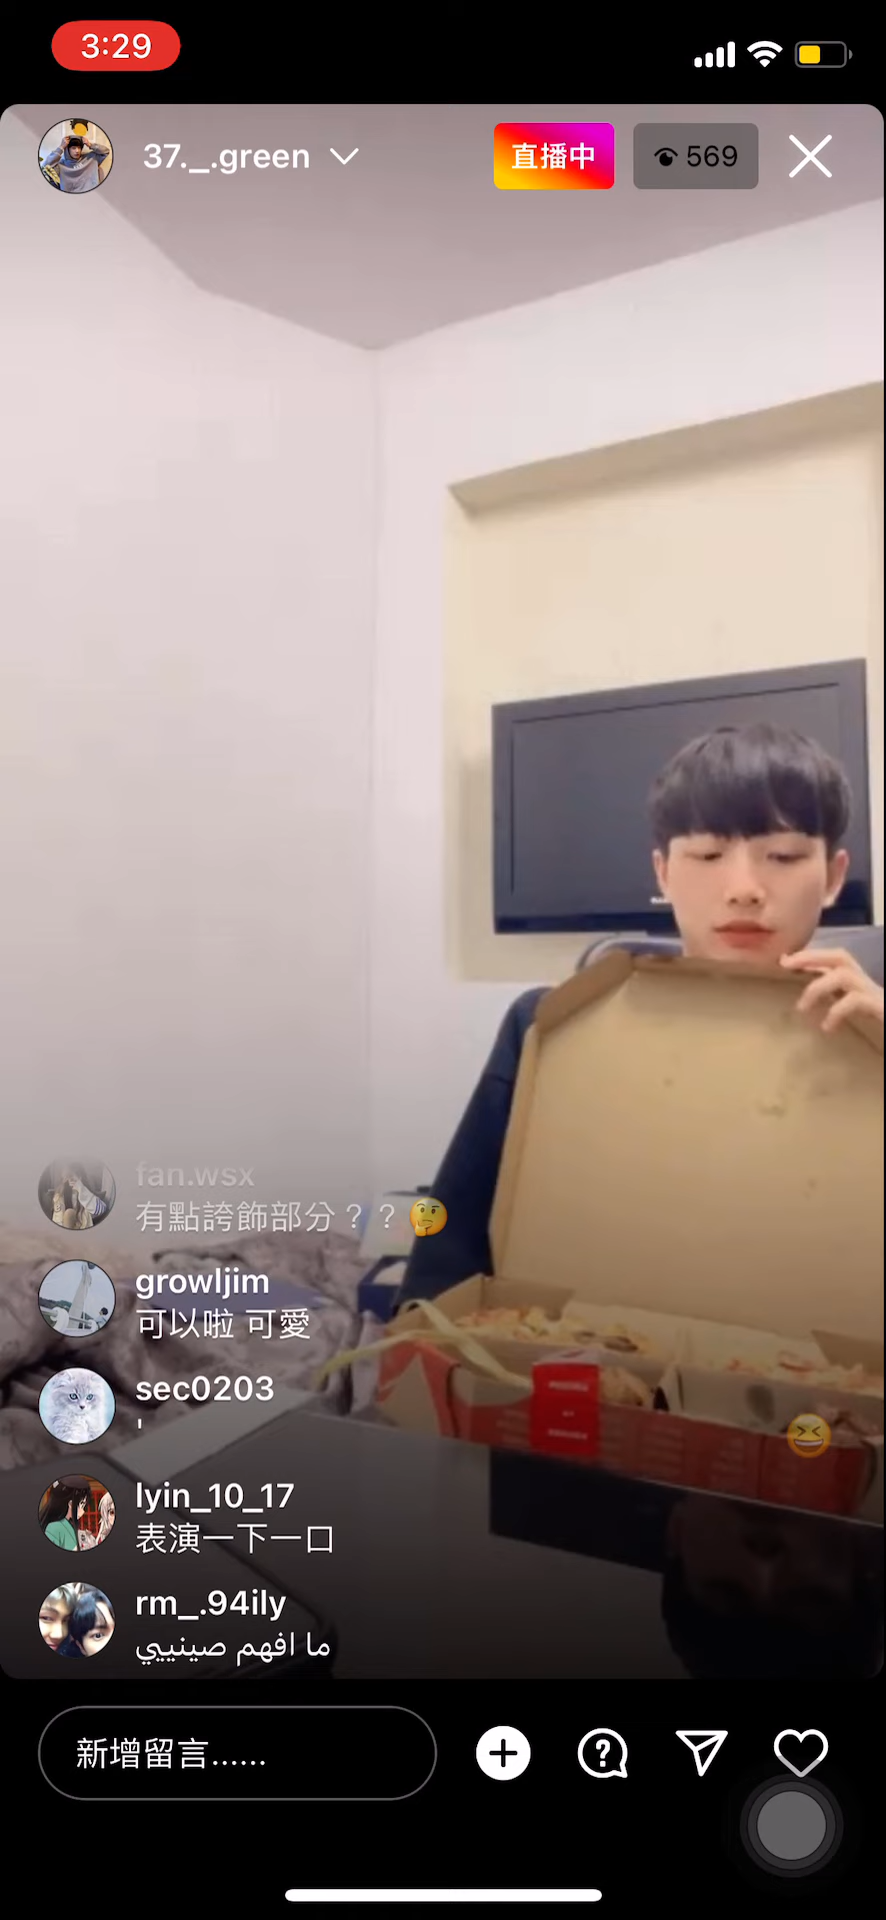 3:29
37._.green
直播中
569
fan.wsx
有點誇飾部分？？🤔
growljim
可以啦 可愛
sec0203
'
lyin_10_17
表演一下一口
rm_.94ily
ما افهم صينييي
新增留言......